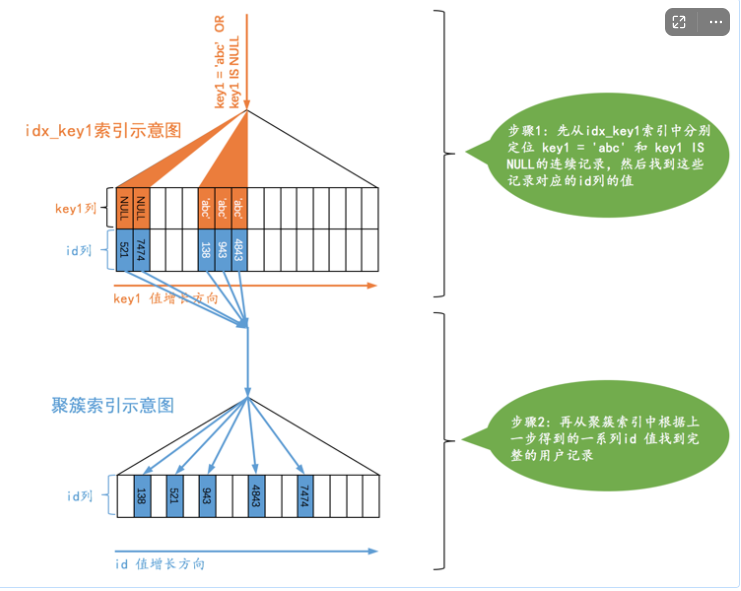 key1 = 'abc' OR
key1 IS NULL
idx_key1索引示意图
步骤1: 先从idx_key1索引中分别
定位 key1 = 'abc' 和 key1 IS
NULL的连续记录, 然后找到这些
记录对应的id列的值
key1列
NULL
NULL
'abc'
'abc'
'abc'
id列
521
7474
138
943
4843
key1 值增长方向
聚簇索引示意图
步骤2: 再从聚簇索引中根据上
一步得到的一系列id 值找到完
整的用户记录
id列
138
521
943
4843
7474
id 值增长方向